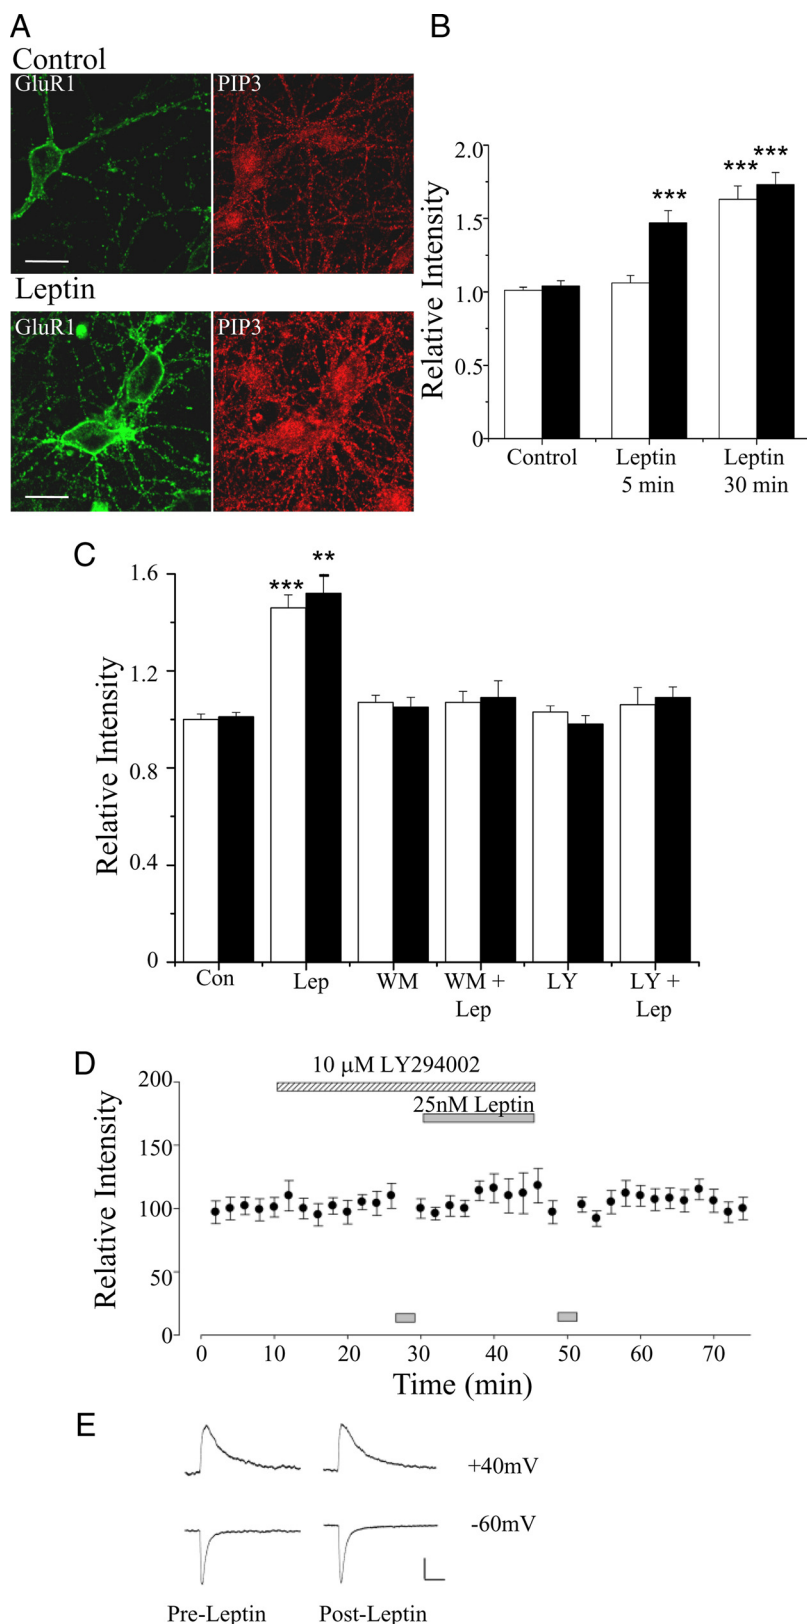 A
Control
GluR1 PIP3
Leptin
GluR1 PIP3
B
Relative Intensity
2.0
1.5
1.0
0.5
0
*** *** ***
Control Leptin 5 min Leptin 30 min
C
Relative Intensity
1.6
1.2
0.8
0.4
0
*** **
Con Lep WM WM + Lep LY LY + Lep
D
10 µM LY294002
25nM Leptin
Relative Intensity
200
150
100
50
0
0 10 20 30 40 50 60 70
Time (min)
E
+40mV
-60mV
Pre-Leptin Post-Leptin